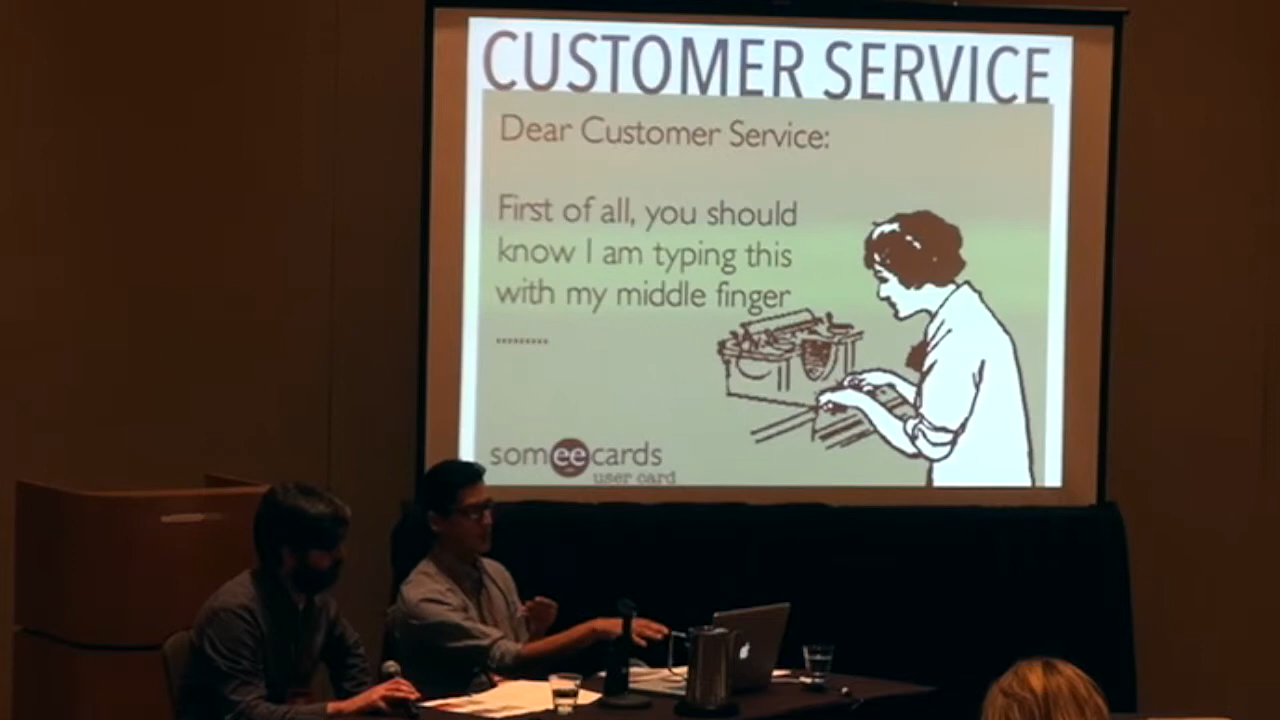 CUSTOMER SERVICE
Dear Customer Service:
First of all, you should
know I am typing this
with my middle finger
.........
someecards
user card